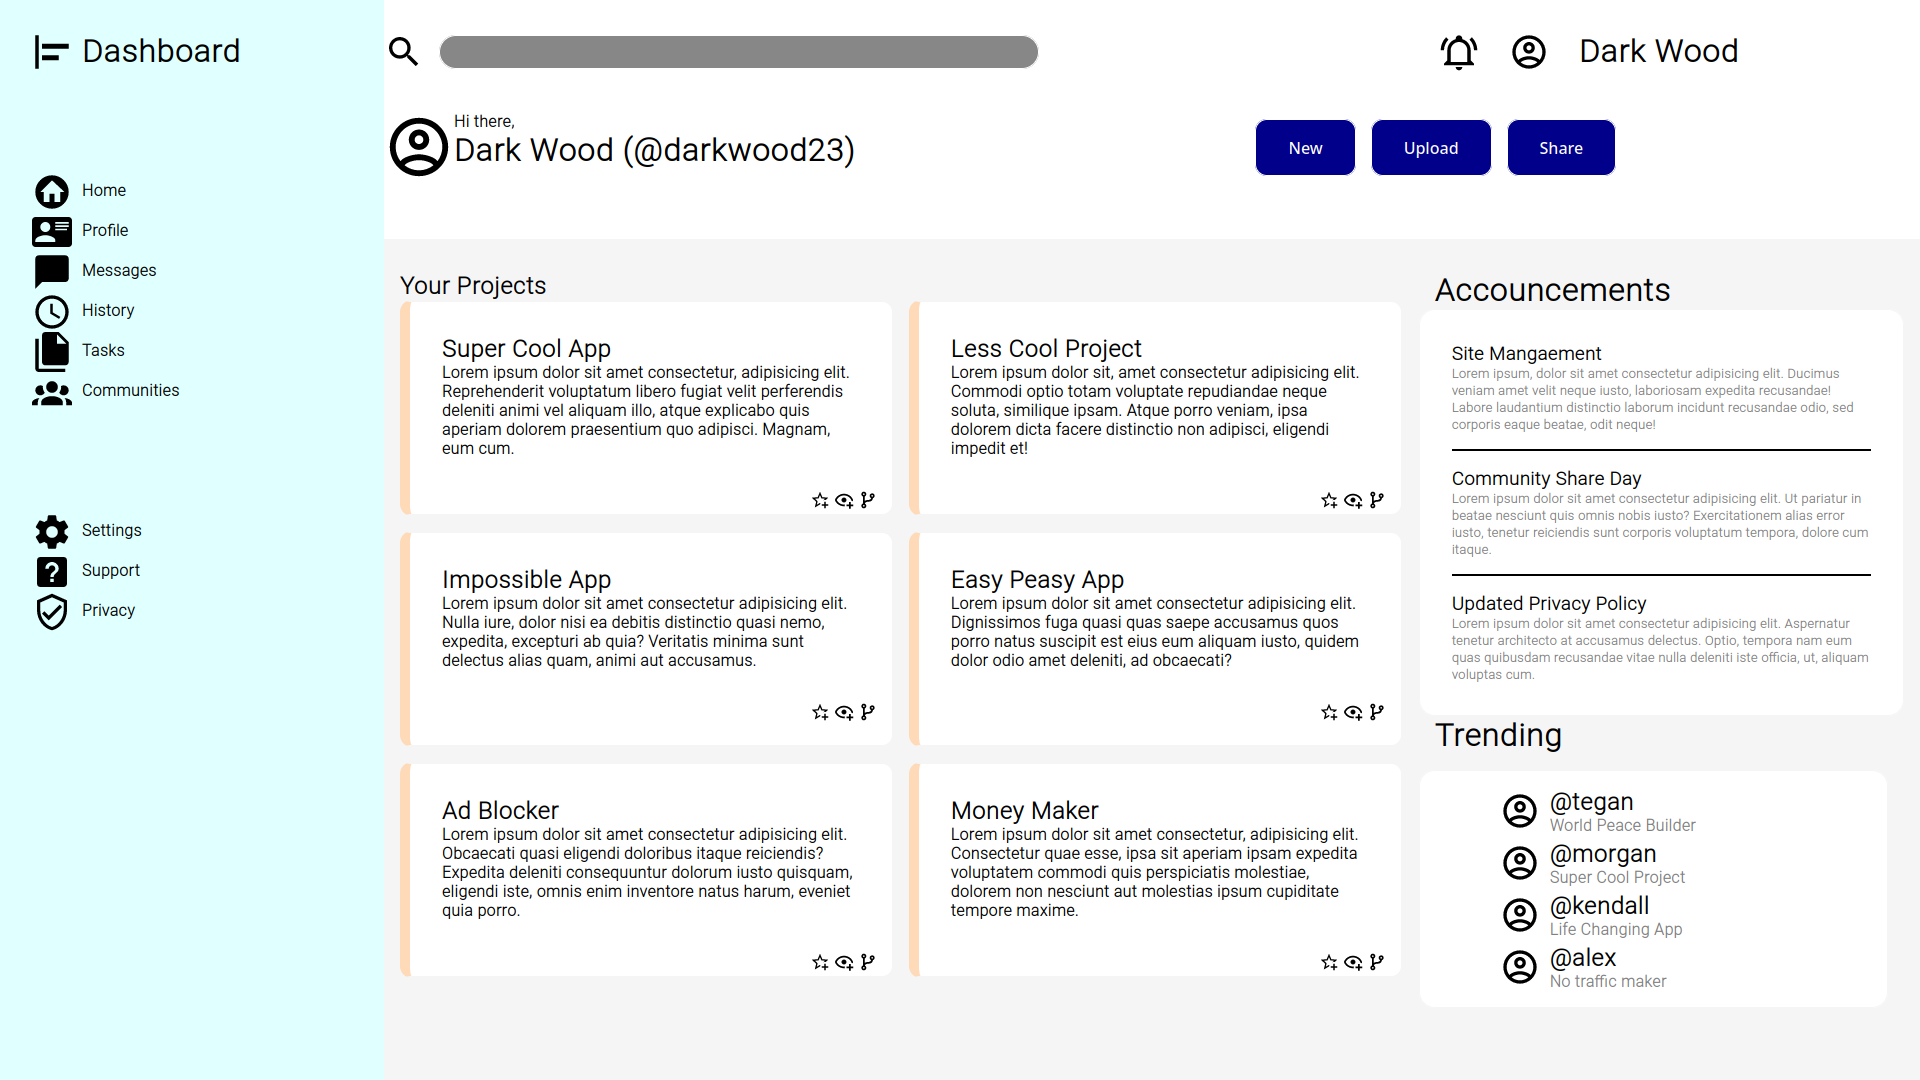 Dashboard
Home
Profile
Messages
History
Tasks
Communities
Settings
Support
Privacy
Dark Wood
Hi there,
Dark Wood (@darkwood23)
New
Upload
Share
Your Projects
Super Cool App
Lorem ipsum dolor sit amet consectetur, adipisicing elit.
Reprehenderit voluptatum libero fugiat velit perferendis
deleniti animi vel aliquam illo, atque explicabo quis
aperiam dolorem praesentium quo adipisci. Magnam,
eum cum.
Less Cool Project
Lorem ipsum dolor sit, amet consectetur adipisicing elit.
Commodi optio totam voluptate repudiandae neque
soluta, similique ipsam. Atque porro veniam, ipsa
dolorem dicta facere distinctio non adipisci, eligendi
impedit et!
Impossible App
Lorem ipsum dolor sit amet consectetur adipisicing elit.
Nulla iure, dolor nisi ea debitis distinctio quasi nemo,
expedita, excepturi ab quia? Veritatis minima sunt
delectus alias quam, animi aut accusamus.
Easy Peasy App
Lorem ipsum dolor sit amet consectetur adipisicing elit.
Dignissimos fuga quasi quas saepe accusamus quos
porro natus suscipit est eius eum aliquam iusto, quidem
dolor odio amet deleniti, ad obcaecati?
Ad Blocker
Lorem ipsum dolor sit amet consectetur adipisicing elit.
Obcaecati quasi eligendi doloribus itaque reiciendis?
Expedita deleniti consequuntur dolorum iusto quisquam,
eligendi iste, omnis enim inventore natus harum, eveniet
quia porro.
Money Maker
Lorem ipsum dolor sit amet consectetur, adipisicing elit.
Consectetur quae esse, ipsa sit aperiam ipsam expedita
voluptatem commodi quis perspiciatis molestiae,
dolorem non nesciunt aut molestias ipsum cupiditate
tempore maxime.
Accouncements
Site Mangaement
Lorem ipsum, dolor sit amet consectetur adipisicing elit. Ducimus
veniam amet velit neque iusto, laboriosam expedita recusandae!
Labore laudantium distinctio laborum incidunt recusandae odio, sed
corporis eaque beatae, odit neque!
Community Share Day
Lorem ipsum dolor sit amet consectetur adipisicing elit. Ut pariatur in
beatae nesciunt quis omnis nobis iusto? Exercitationem alias error
iusto, tenetur reiciendis sunt corporis voluptatum tempora, dolore cum
itaque.
Updated Privacy Policy
Lorem ipsum dolor sit amet consectetur adipisicing elit. Aspernatur
tenetur architecto at accusamus delectus. Optio, tempora nam eum
quas quibusdam recusandae vitae nulla deleniti iste officia, ut, aliquam
voluptas cum.
Trending
@tegan
World Peace Builder
@morgan
Super Cool Project
@kendall
Life Changing App
@alex
No traffic maker